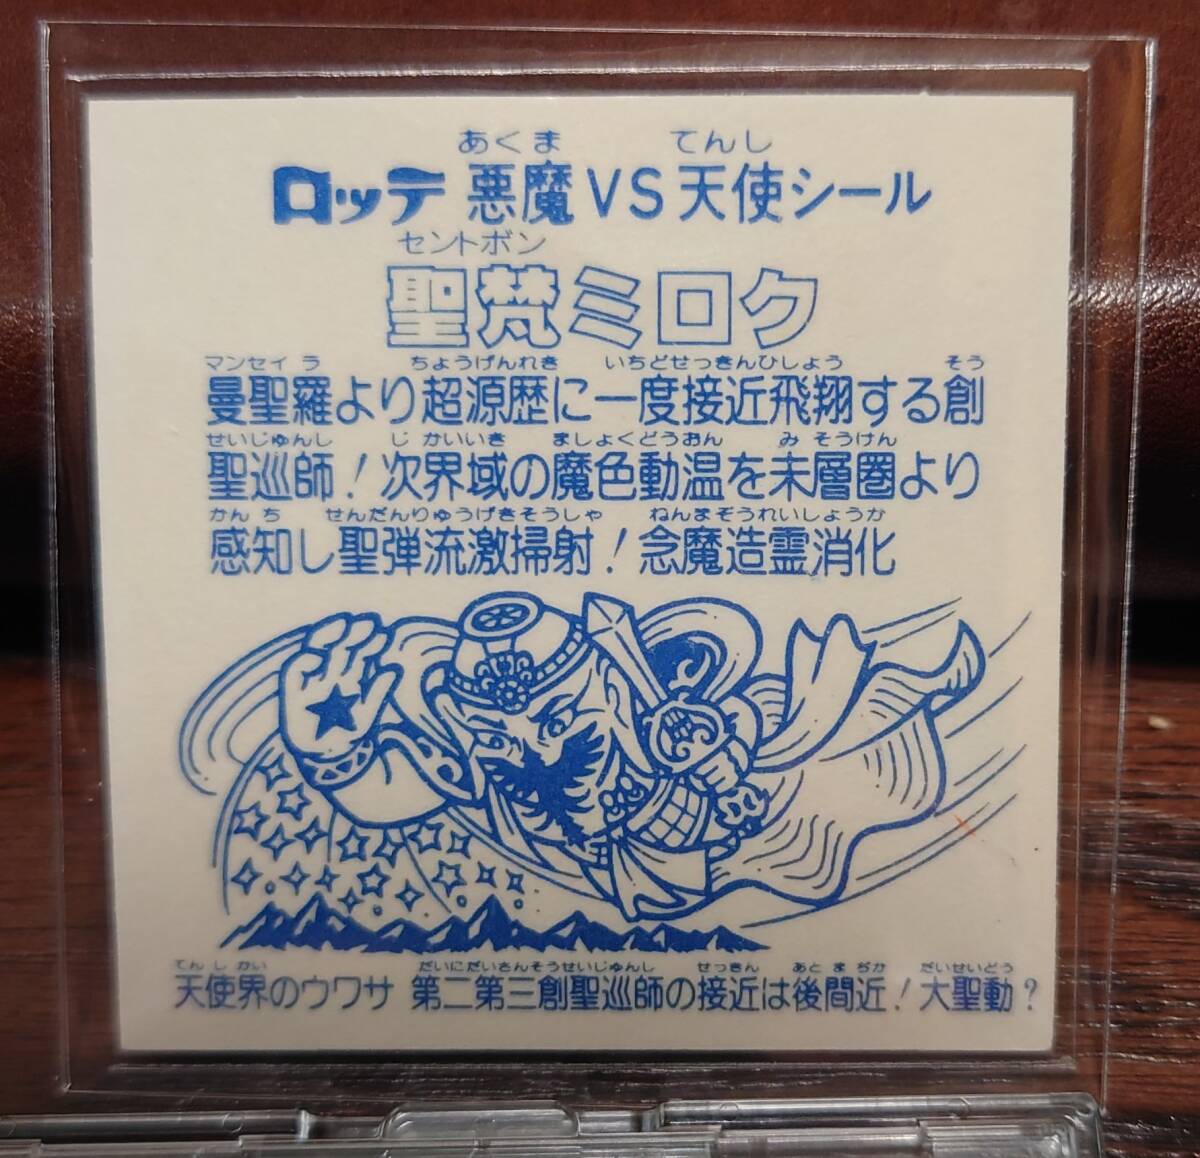 あくま てんし
ロッテ 悪魔VS天使シール
セントボン
聖梵ミロク
マンセイラ ちょうげんれき いちどせっきんひしょう そう
曼聖羅より超源歴に一度接近飛翔する創
せいじゅんし じかいいき ましょくどうおん みそうけん
聖巡師！次界域の魔色動温を未層圏より
かんち せんだんりゅうげきそうしゃ ねんまぞうれいしょうか
感知し聖弾流激掃射！念魔造霊消化
てんしかい だいにだいさんそうせいじゅんし せっきん あとまぢか だいせいどう
天使界のウワサ 第二第三創聖巡師の接近は後間近！大聖動？